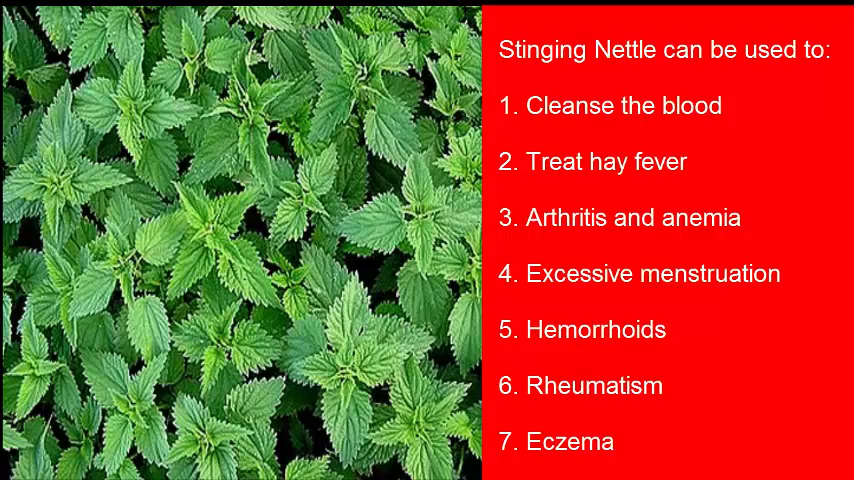 Stinging Nettle can be used to:
1. Cleanse the blood
2. Treat hay fever
3. Arthritis and anemia
4. Excessive menstruation
5. Hemorrhoids
6. Rheumatism
7. Eczema